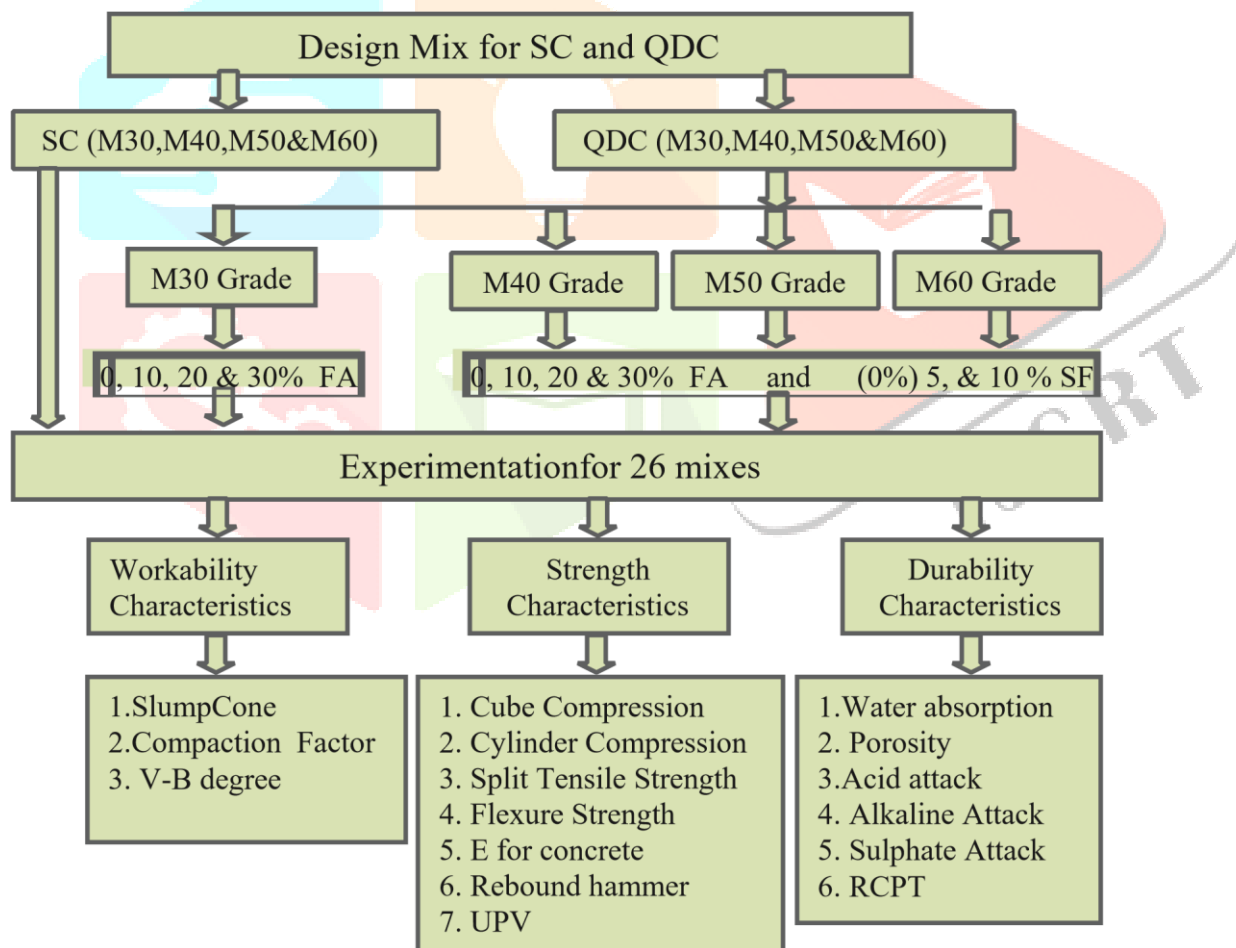 Design Mix for SC and QDC
SC (M30,M40,M50&M60)
QDC (M30,M40,M50&M60)
M30 Grade
M40 Grade
M50 Grade
M60 Grade
0, 10, 20 & 30% FA
0, 10, 20 & 30% FA and (0%) 5, & 10 % SF
Experimentationfor 26 mixes
Workability
Characteristics
Strength
Characteristics
Durability
Characteristics
1.SlumpCone
2.Compaction Factor
3. V-B degree
1. Cube Compression
2. Cylinder Compression
3. Split Tensile Strength
4. Flexure Strength
5. E for concrete
6. Rebound hammer
7. UPV
1.Water absorption
2. Porosity
3.Acid attack
4. Alkaline Attack
5. Sulphate Attack
6. RCPT